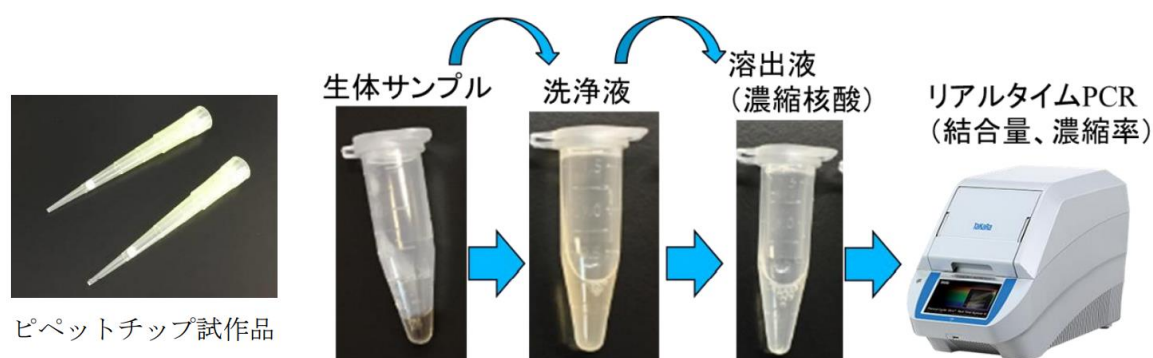 ピペットチップ試作品
生体サンプル
洗浄液
溶出液
（濃縮核酸）
リアルタイムPCR
（結合量、濃縮率）
TaKaRa